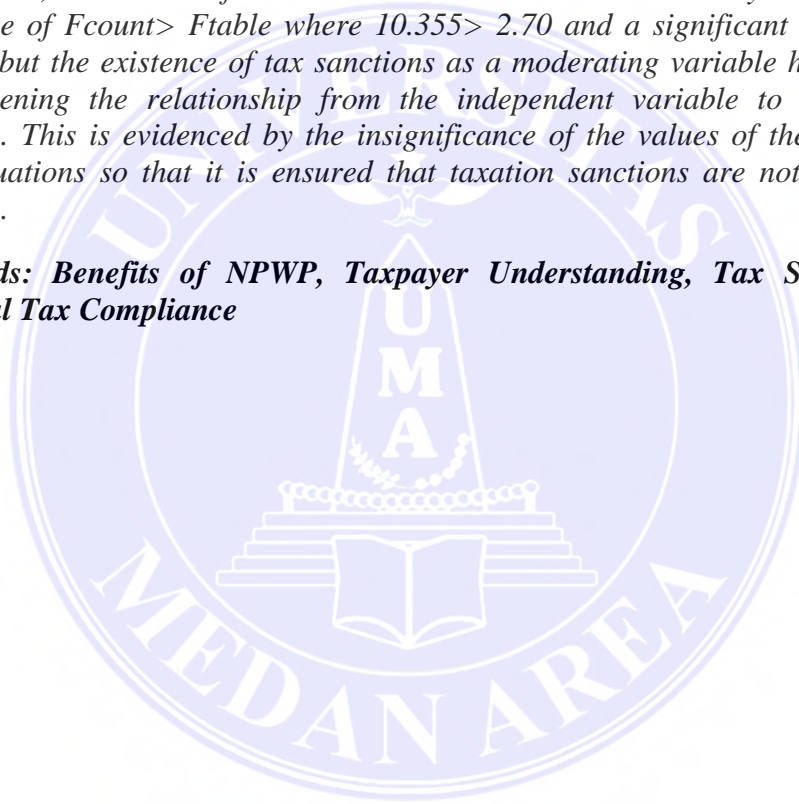 e of Fcount> Ftable where 10.355> 2.70 and a significant
but the existence of tax sanctions as a moderating variable h
ening the relationship from the independent variable to
. This is evidenced by the insignificance of the values of the
uations so that it is ensured that taxation sanctions are not
.
ds: Benefits of NPWP, Taxpayer Understanding, Tax S
l Tax Compliance
UNIVERSITAS
UMA
MEDAN AREA